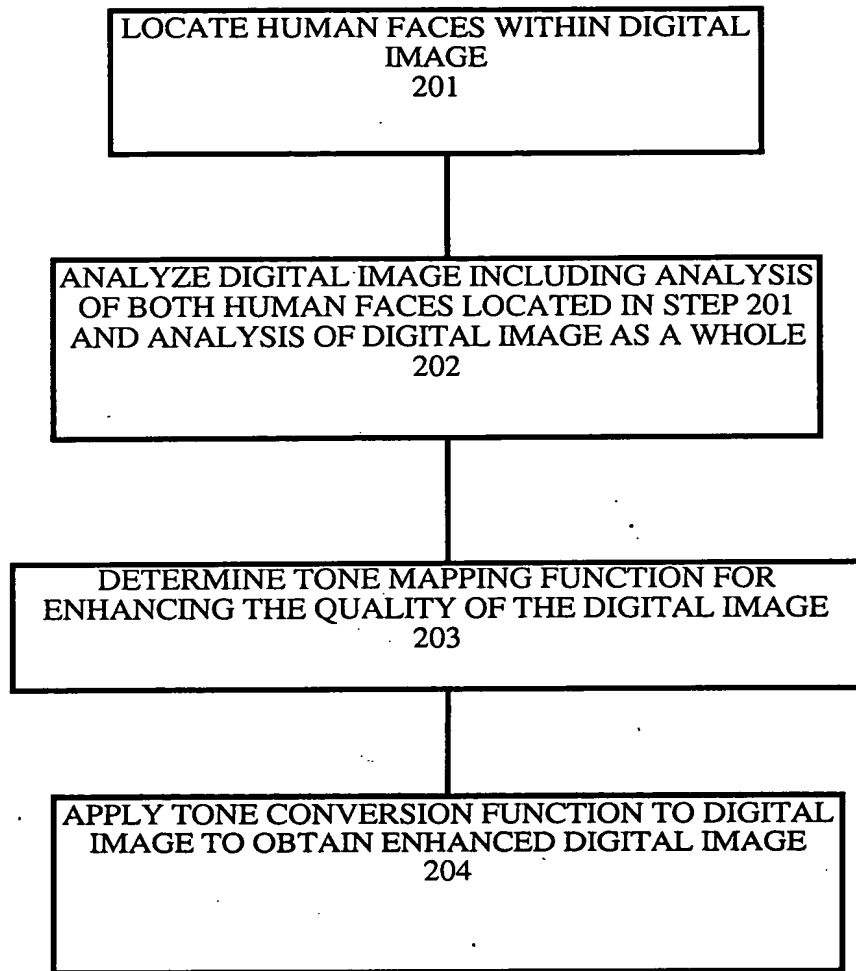 LOCATE HUMAN FACES WITHIN DIGITAL
IMAGE
201
ANALYZE DIGITAL IMAGE INCLUDING ANALYSIS
OF BOTH HUMAN FACES LOCATED IN STEP 201
AND ANALYSIS OF DIGITAL IMAGE AS A WHOLE
202
DETERMINE TONE MAPPING FUNCTION FOR
ENHANCING THE QUALITY OF THE DIGITAL IMAGE
203
APPLY TONE CONVERSION FUNCTION TO DIGITAL
IMAGE TO OBTAIN ENHANCED DIGITAL IMAGE
204